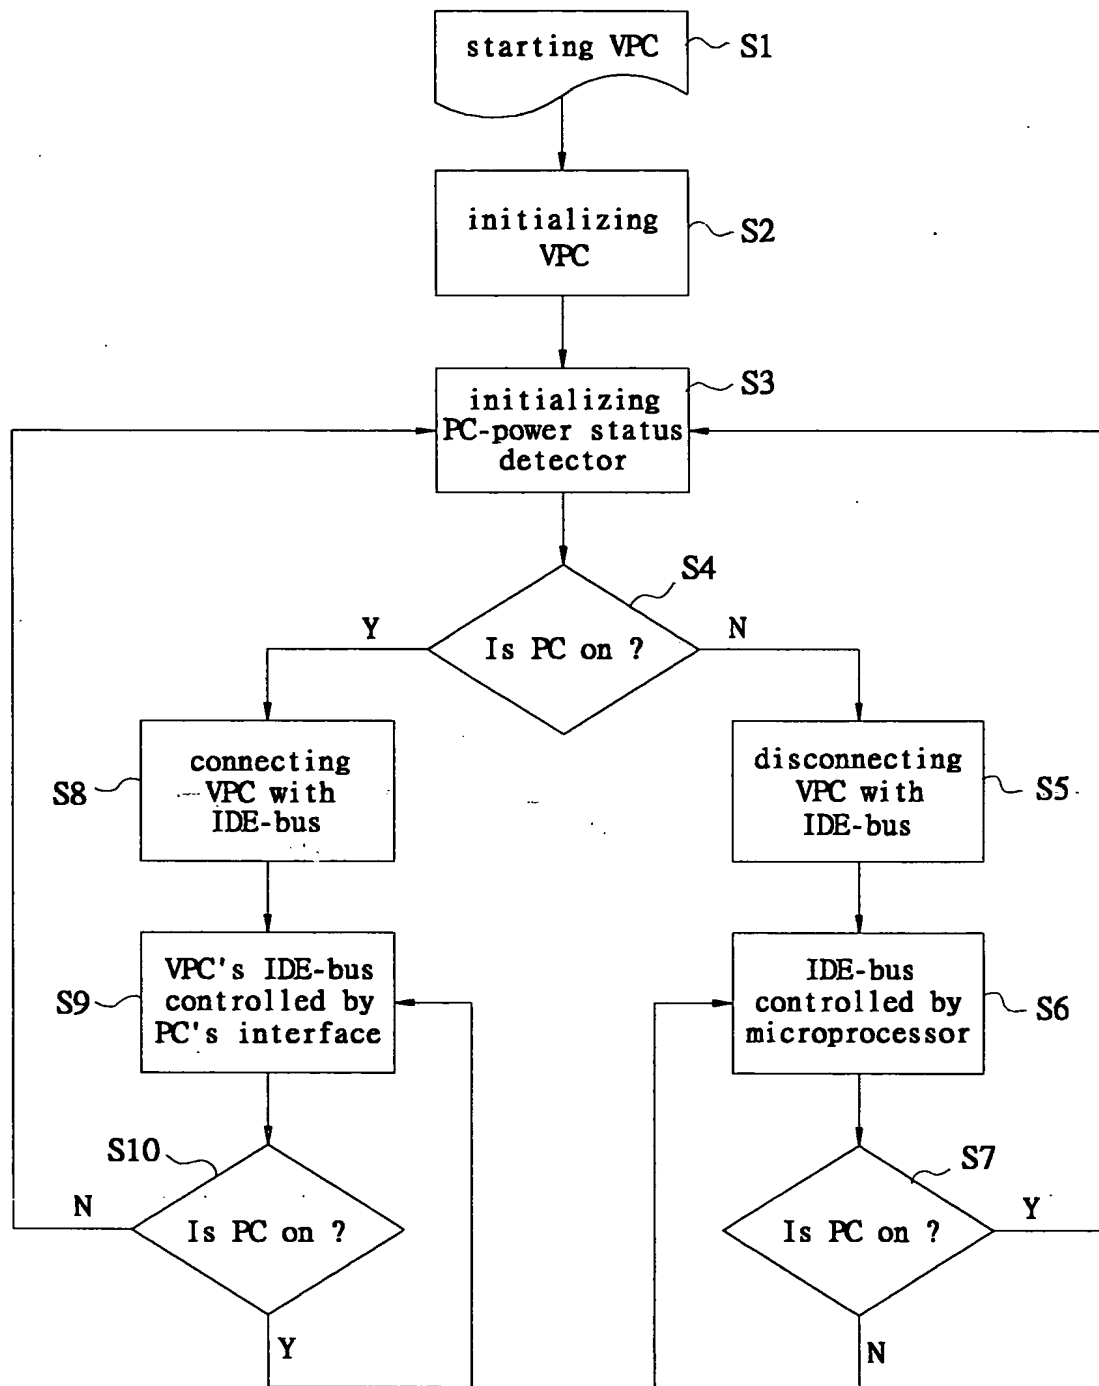 starting VPC
S1
initializing
VPC
S2
initializing
PC-power status
detector
S3
Is PC on ?
S4
Y
N
connecting
VPC with
IDE-bus
S8
disconnecting
VPC with
IDE-bus
S5
VPC's IDE-bus
controlled by
PC's interface
S9
IDE-bus
controlled by
microprocessor
S6
Is PC on ?
S10
N
Y
Is PC on ?
S7
Y
N